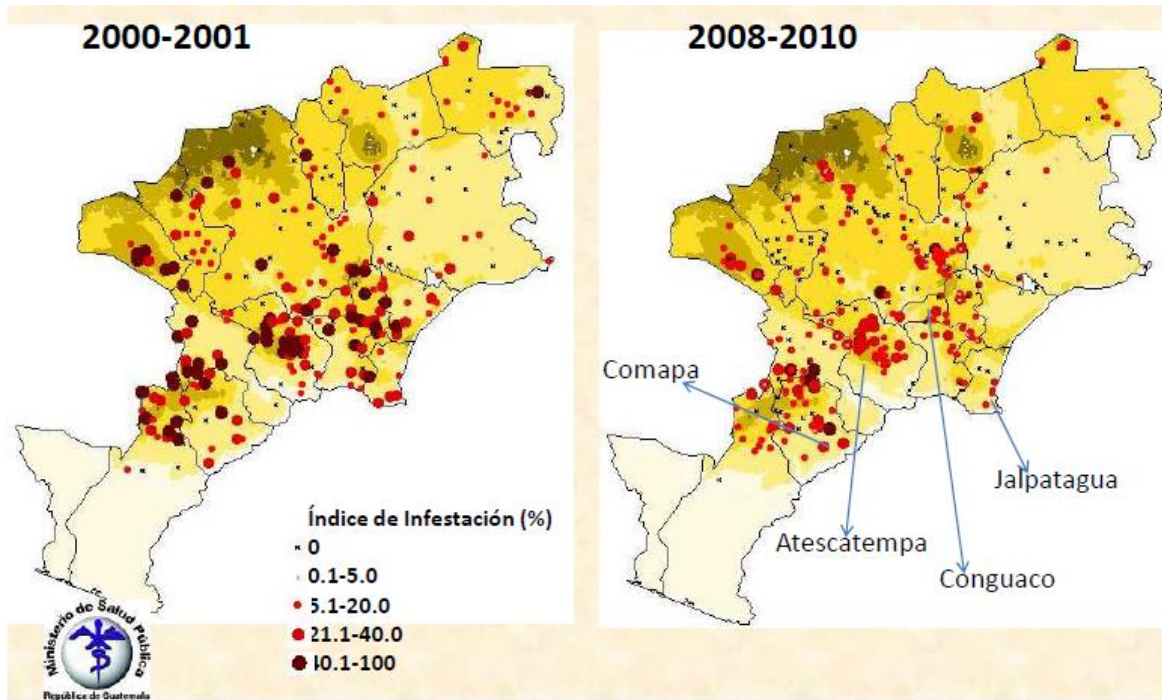 2000-2001
2008-2010
Comapa
Jalpatagua
Atescatempa
Conguaco
Índice de Infestación (%)
0
0.1-5.0
5.1-20.0
21.1-40.0
40.1-100
Ministerio de Salud Pública
República de Guatemala